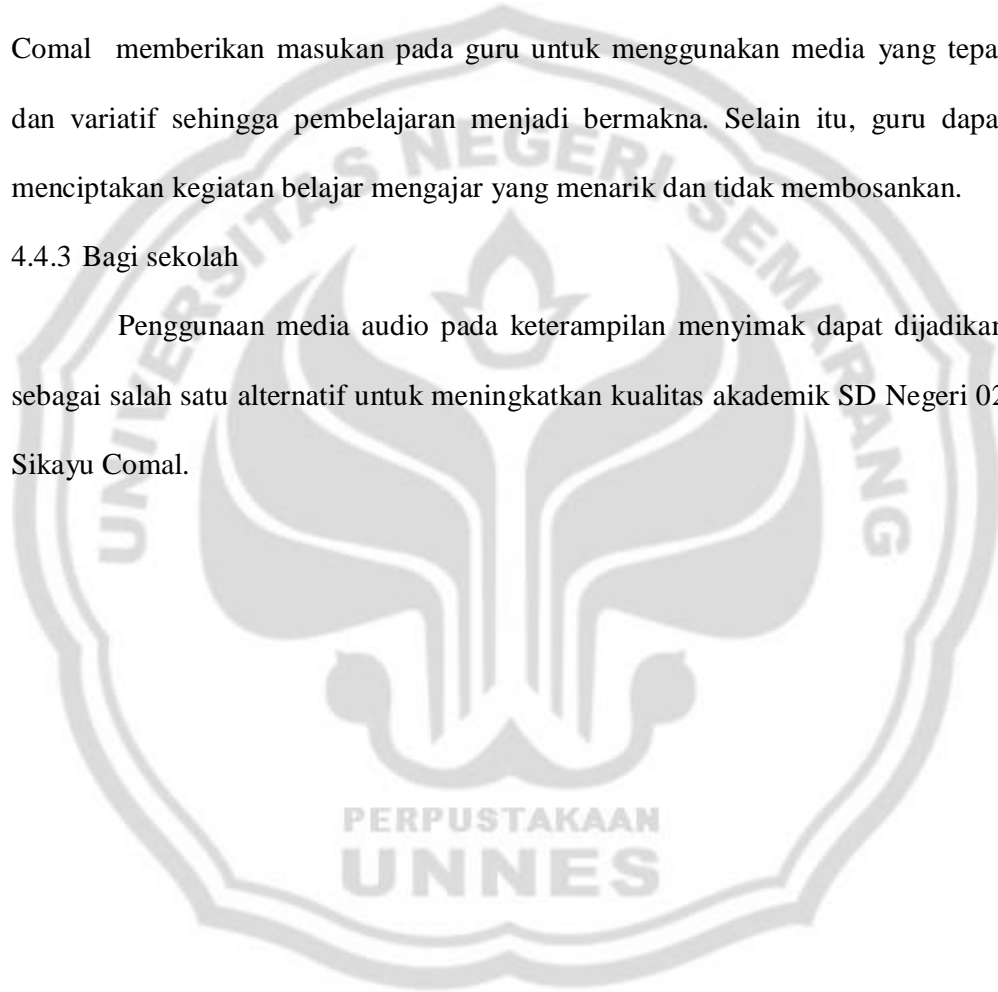 Comal memberikan masukan pada guru untuk menggunakan media yang tepa
dan variatif sehingga pembelajaran menjadi bermakna. Selain itu, guru dapa
menciptakan kegiatan belajar mengajar yang menarik dan tidak membosankan.
4.4.3 Bagi sekolah
Penggunaan media audio pada keterampilan menyimak dapat dijadikan
sebagai salah satu alternatif untuk meningkatkan kualitas akademik SD Negeri 02
Sikayu Comal.
UNIVERSITAS NEGERI SEMARANG
PERPUSTAKAAN
UNNES